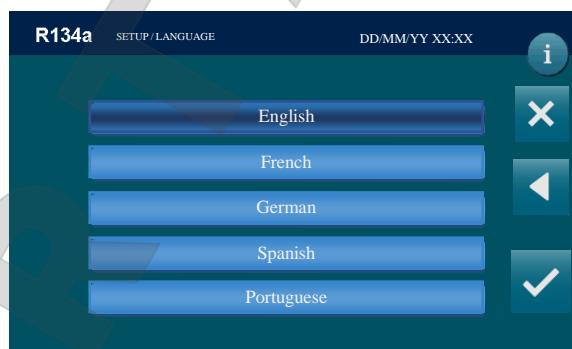 R134a SETUP/LANGUAGE DD/MM/YY XX:XX
i
English
French
German
Spanish
Portuguese